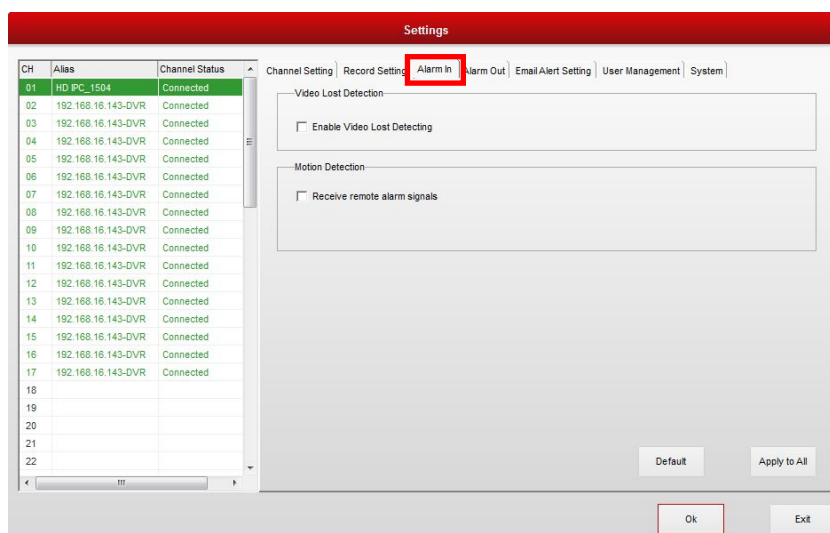 Settings
CH Alias Channel Status
Channel Setting Record Setting Alarm In Alarm Out Email Alert Setting User Management System
01 HD IPC_1504 Connected
Video Lost Detection
02 192.168.16.143-DVR Connected
03 192.168.16.143-DVR Connected
Enable Video Lost Detecting
04 192.168.16.143-DVR Connected
05 192.168.16.143-DVR Connected
Motion Detection
06 192.168.16.143-DVR Connected
07 192.168.16.143-DVR Connected
Receive remote alarm signals
08 192.168.16.143-DVR Connected
09 192.168.16.143-DVR Connected
10 192.168.16.143-DVR Connected
11 192.168.16.143-DVR Connected
12 192.168.16.143-DVR Connected
13 192.168.16.143-DVR Connected
14 192.168.16.143-DVR Connected
15 192.168.16.143-DVR Connected
16 192.168.16.143-DVR Connected
17 192.168.16.143-DVR Connected
18
19
20
21
22
Default Apply to All
Ok Exit